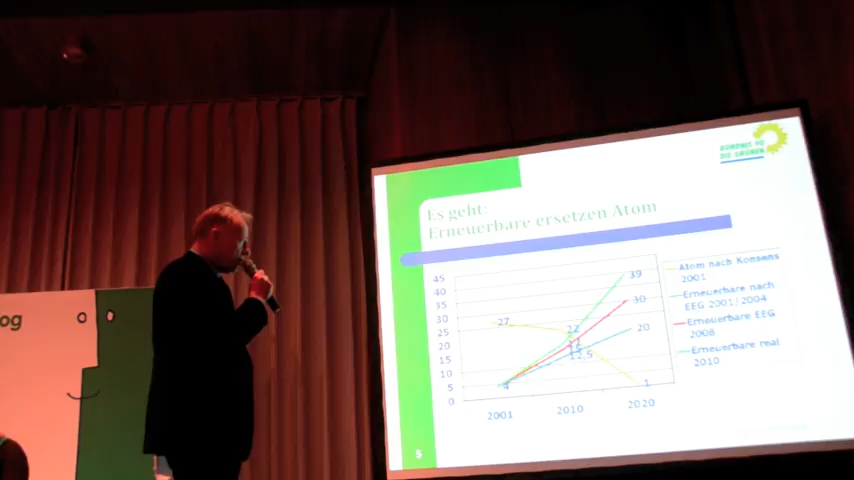 og
BÜNDNIS 90
DIE GRÜNEN
Es geht:
Erneuerbare ersetzen Atom
45
40
35
30
25
20
15
10
5
0
27
4
22
17
12,5
39
30
20
1
2001
2010
2020
Atom nach Konsens
2001
Erneuerbare nach
EEG 2001/2004
Erneuerbare EEG
2008
Erneuerbare real
2010
5